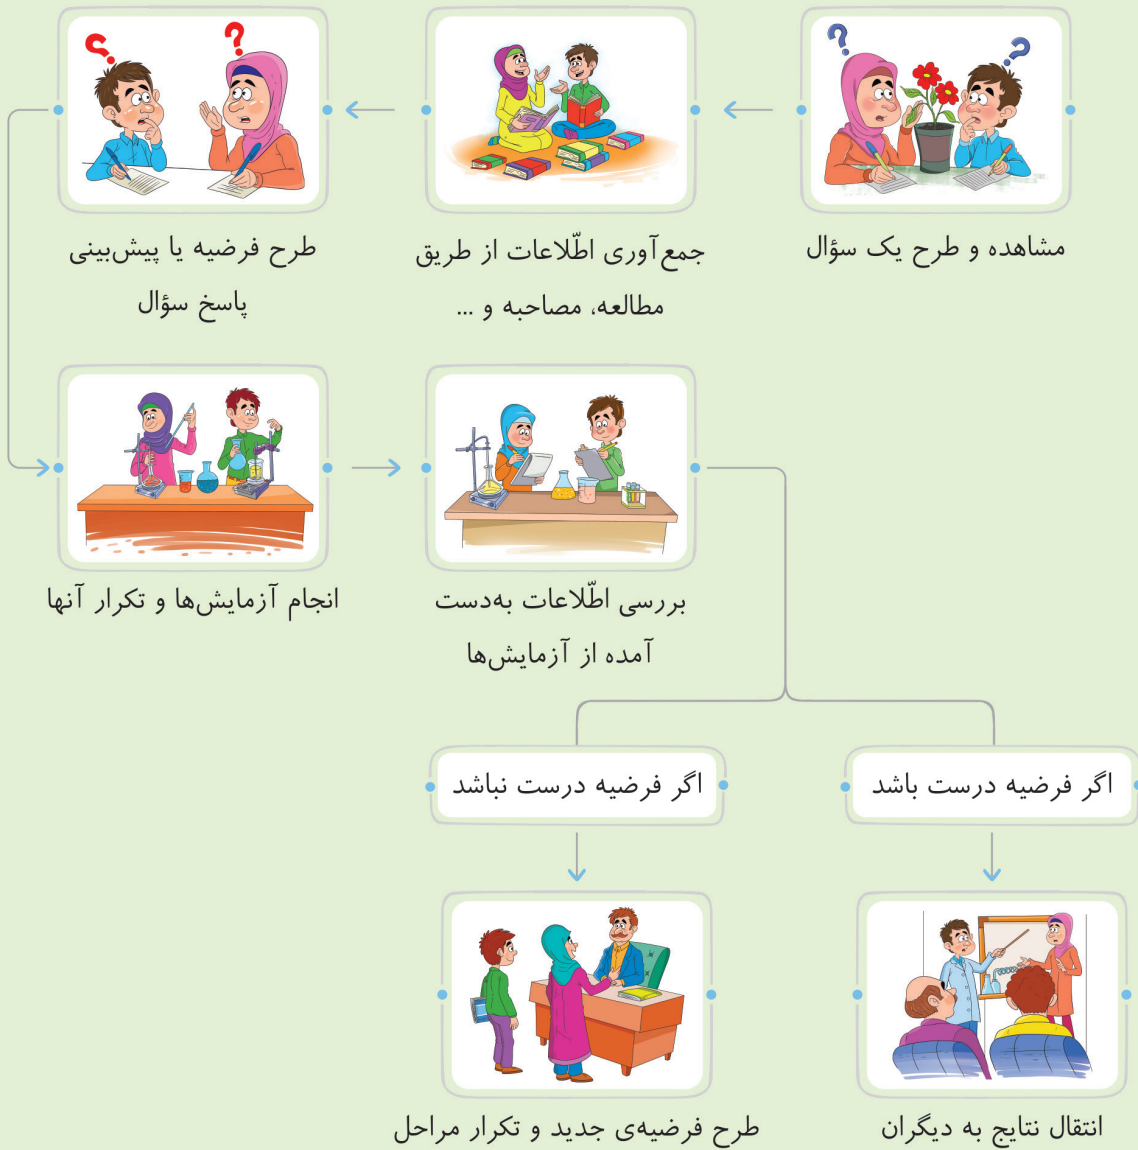 مشاهده و طرح یک سؤال
جمع‌آوری اطّلاعات از طریق
مطالعه، مصاحبه و ...
طرح فرضیه یا پیش‌بینی
پاسخ سؤال
انجام آزمایش‌ها و تکرار آنها
بررسی اطّلاعات به‌دست
آمده از آزمایش‌ها
اگر فرضیه درست باشد
اگر فرضیه درست نباشد
انتقال نتایج به دیگران
طرح فرضیه‌ی جدید و تکرار مراحل